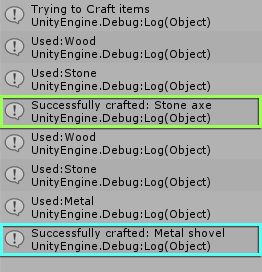 Trying to Craft items
UnityEngine.Debug:Log(Object)
Used:Wood
UnityEngine.Debug:Log(Object)
Used:Stone
UnityEngine.Debug:Log(Object)
Successfully crafted: Stone axe
UnityEngine.Debug:Log(Object)
Used:Wood
UnityEngine.Debug:Log(Object)
Used:Stone
UnityEngine.Debug:Log(Object)
Used:Metal
UnityEngine.Debug:Log(Object)
Successfully crafted: Metal shovel
UnityEngine.Debug:Log(Object)